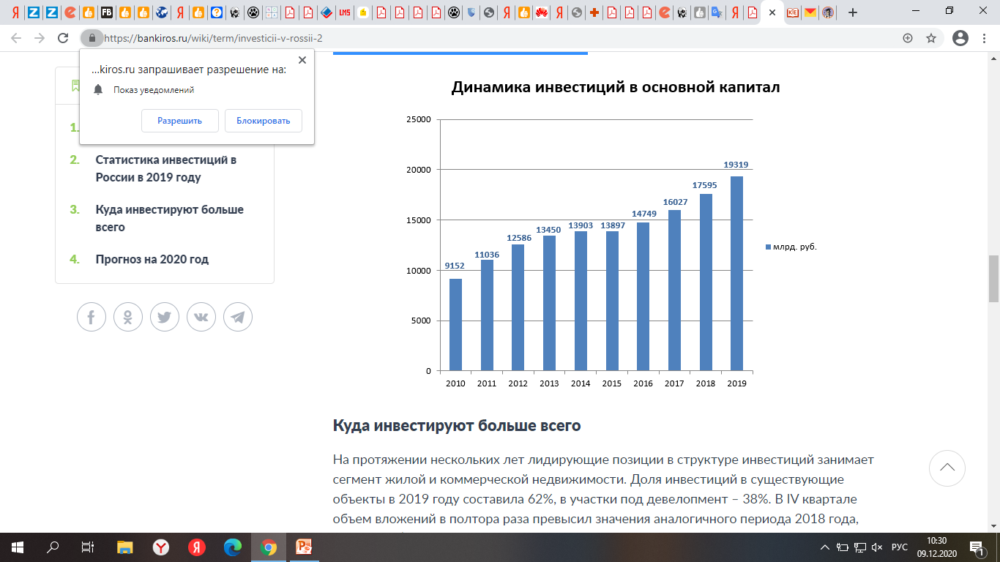 https://bankiros.ru/wiki/term/investicii-v-rossii-2
...kiros.ru запрашивает разрешение на:
Показ уведомлений
Разрешить
Блокировать
1.
2. Статистика инвестиций в
России в 2019 году
3. Куда инвестируют больше
всего
4. Прогноз на 2020 год
Динамика инвестиций в основной капитал
25000
20000
15000
10000
5000
0
9152
11036
12586
13450
13903
13897
14749
16027
17595
19319
2010 2011 2012 2013 2014 2015 2016 2017 2018 2019
млрд. руб.
Куда инвестируют больше всего
На протяжении нескольких лет лидирующие позиции в структуре инвестиций занимает
сегмент жилой и коммерческой недвижимости. Доля инвестиций в существующие
объекты в 2019 году составила 62%, в участки под девелопмент – 38%. В IV квартале
объем вложений в полтора раза превысил значения аналогичного периода 2018 года,
РУС
10:30
09.12.2020
1